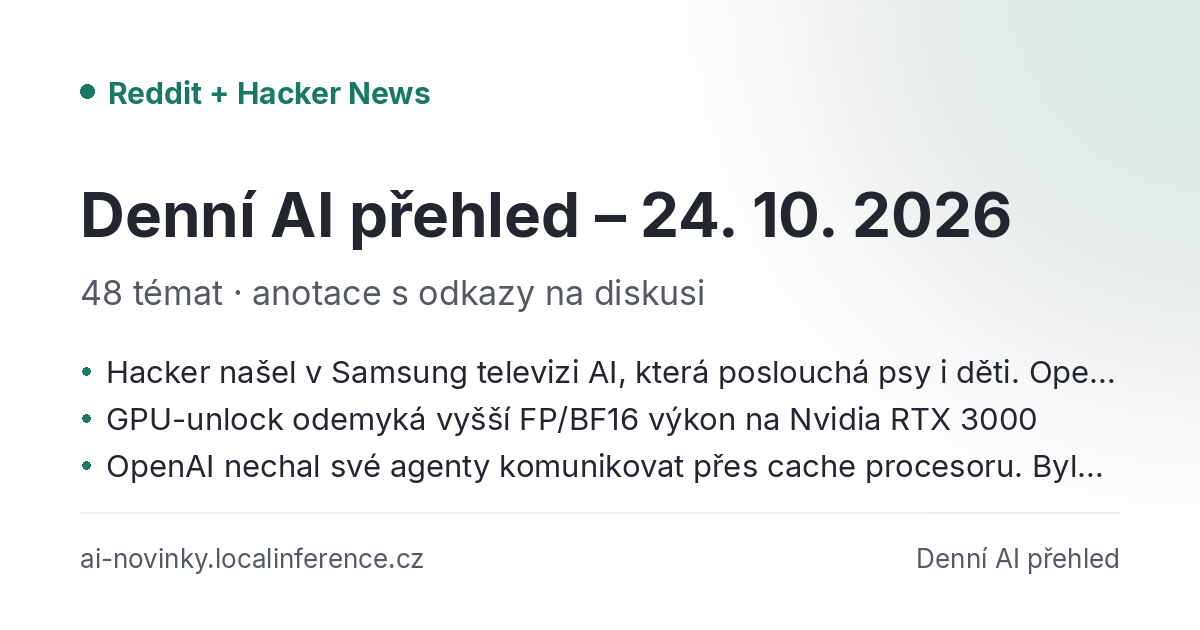 Reddit + Hacker News
Denní AI přehled – 24. 10. 2026
48 témat · anotace s odkazy na diskusi
• Hacker našel v Samsung televizi AI, která poslouchá psy i děti. Ope...
• GPU-unlock odemyká vyšší FP/BF16 výkon na Nvidia RTX 3000
• OpenAI nechal své agenty komunikovat přes cache procesoru. Byl...
ai-novinky.localinference.cz
Denní AI přehled